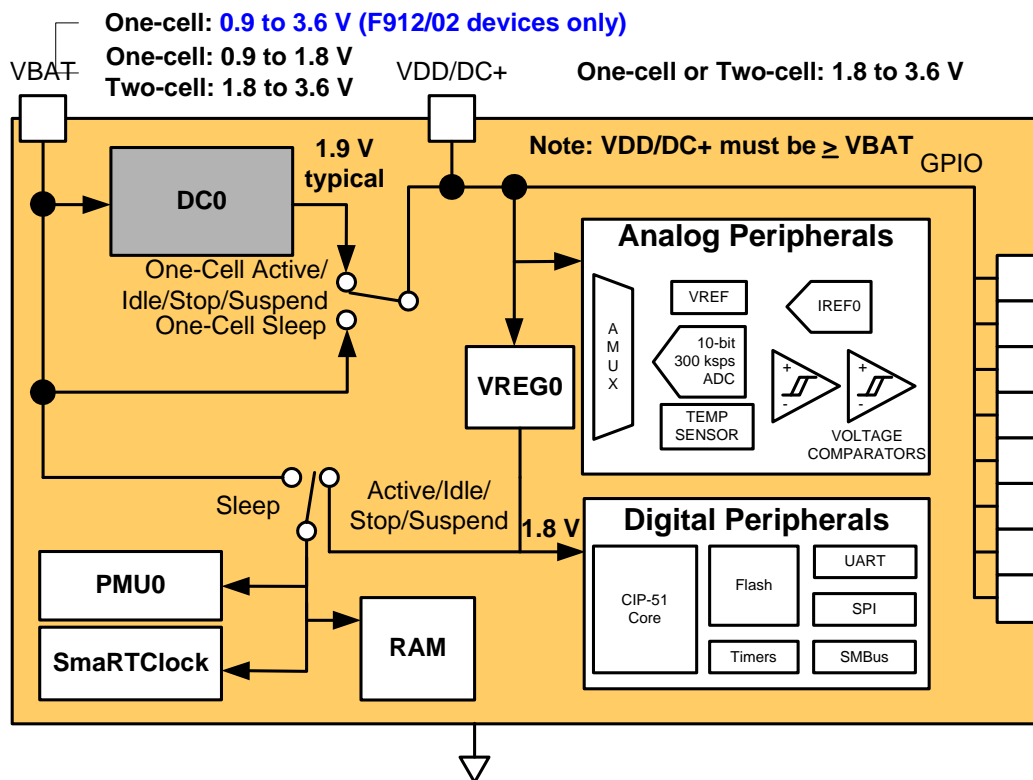 One-cell: 0.9 to 3.6 V (F912/02 devices only)
One-cell: 0.9 to 1.8 V
Two-cell: 1.8 to 3.6 V
VBAT
VDD/DC+
One-cell or Two-cell: 1.8 to 3.6 V
Note: VDD/DC+ must be ≥ VBAT
GPIO
1.9 V
typical
DC0
One-Cell Active/
Idle/Stop/Suspend
One-Cell Sleep
VREG0
Analog Peripherals
AMUX
VREF
IREF0
10-bit
300 ksps
ADC
TEMP
SENSOR
+
-
+
-
VOLTAGE
COMPARATORS
Sleep
Active/Idle/
Stop/Suspend
1.8 V
PMU0
SmaRTClock
RAM
Digital Peripherals
CIP-51
Core
Flash
Timers
UART
SPI
SMBus